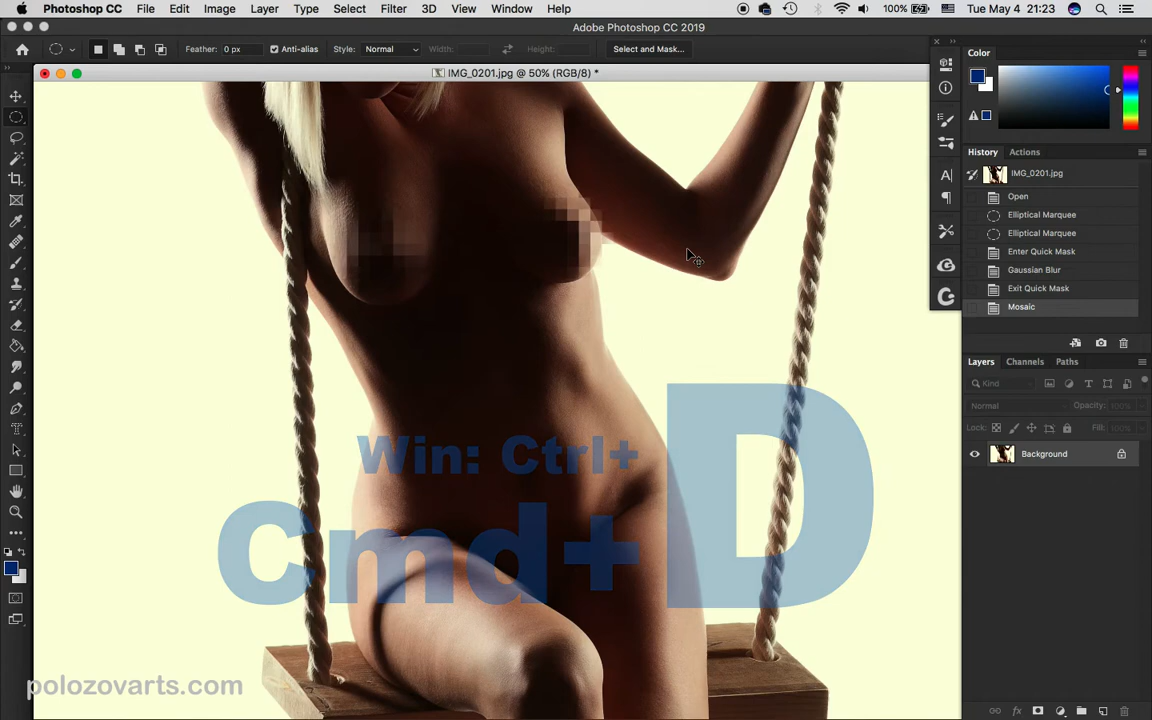 Photoshop CC File Edit Image Layer Type Select Filter 3D View Window Help 100% Tue May 4 21:23
Adobe Photoshop CC 2019
Feather: 0 px Anti-alias Style: Normal Width: Height: Select and Mask...
IMG_0201.jpg @ 50% (RGB/8) *
Color
History Actions
IMG_0201.jpg
Open
Elliptical Marquee
Elliptical Marquee
Enter Quick Mask
Gaussian Blur
Exit Quick Mask
Mosaic
Layers Channels Paths
Kind
Normal Opacity: 100%
Lock: Fill: 100%
Background
Win: Ctrl+
Cmd+D
polozovarts.com